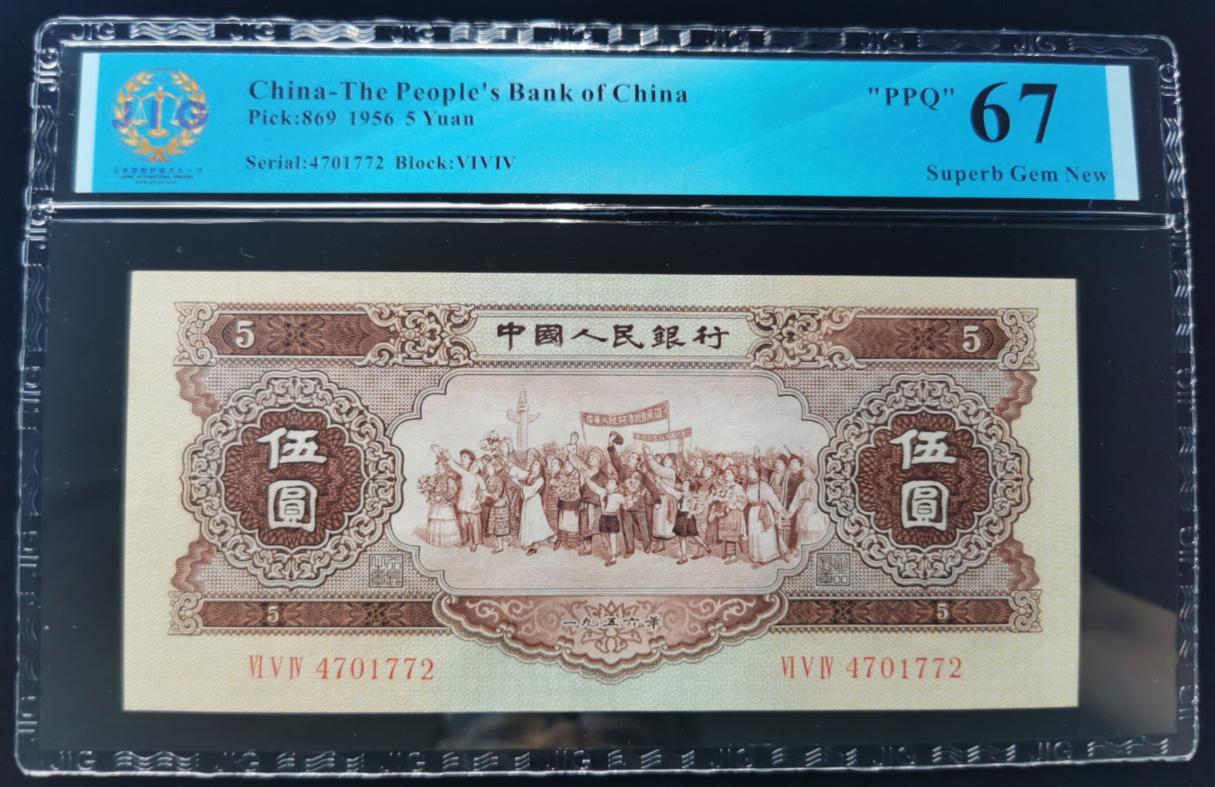 China-The People's Bank of China
Pick:869 1956 5 Yuan
Serial:4701772 Block:VIVIV
"PPQ" 67
Superb Gem New
JIG
中國人民銀行
5
5
伍圓
伍圓
5
5
一九五六年
VI V IV 4701772
VI V IV 4701772